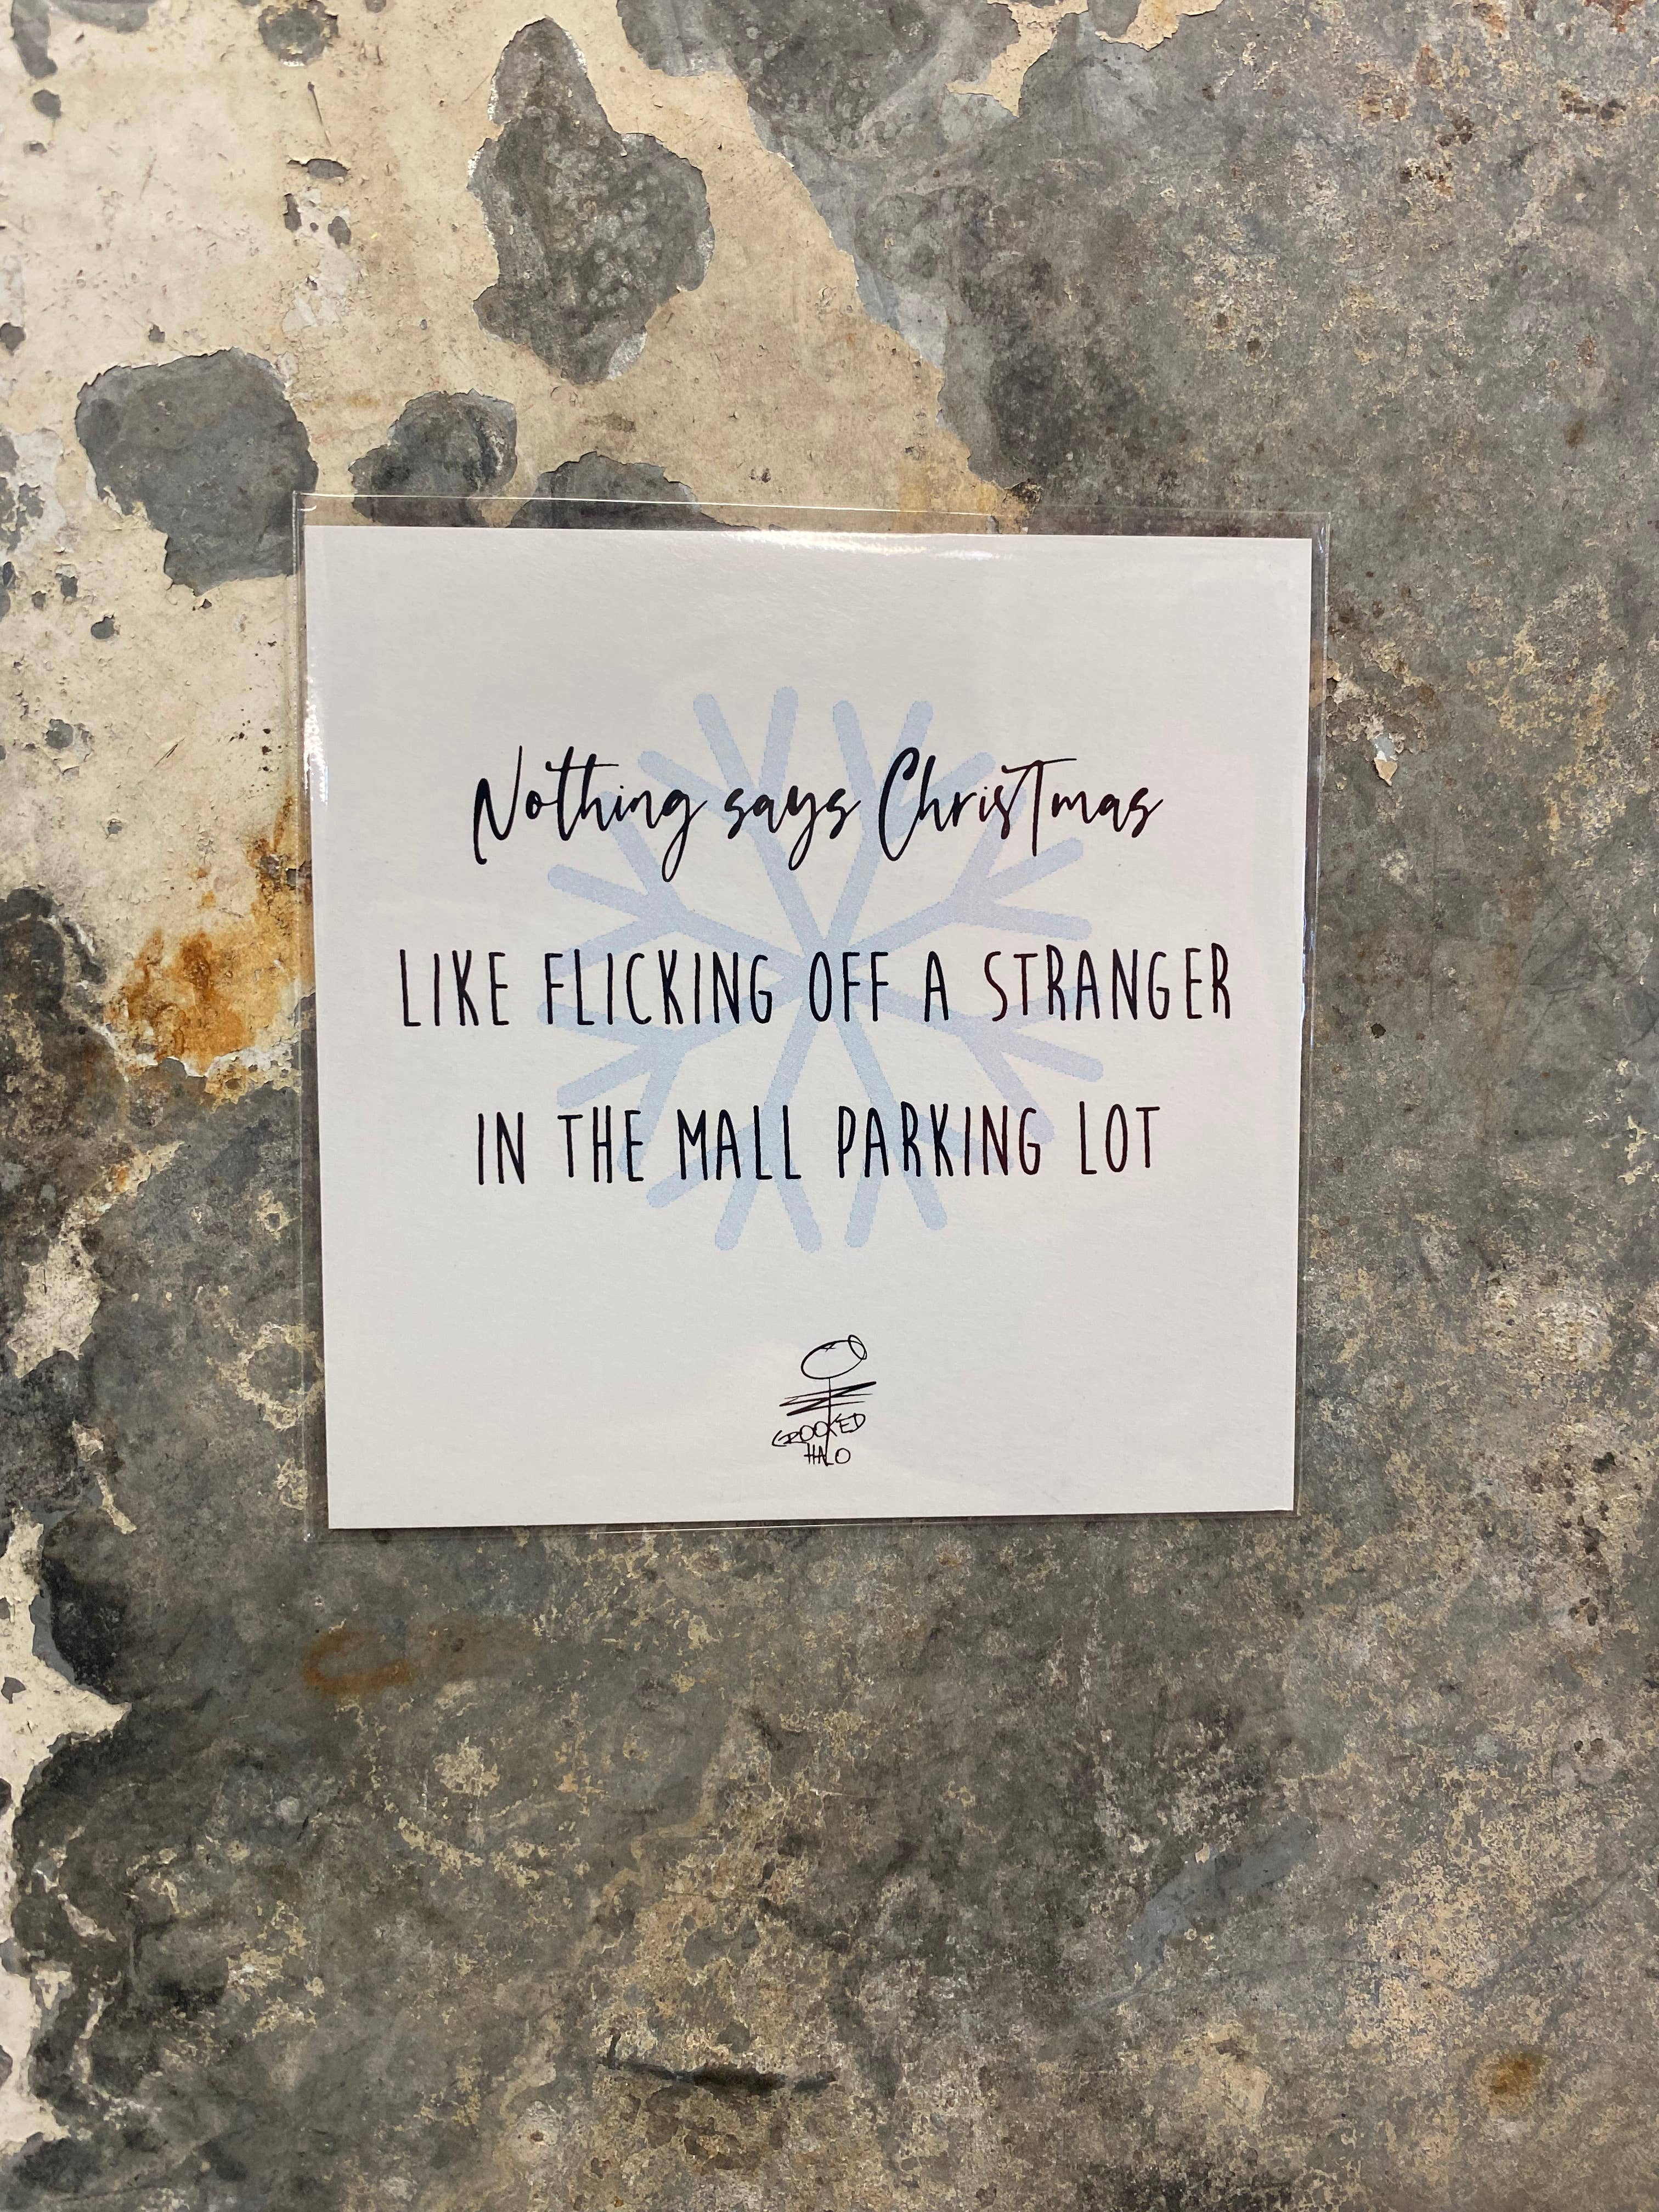 Nothing says Christmas
LIKE FLICKING OFF A STRANGER
IN THE MALL PARKING LOT
CROOKED
HALO